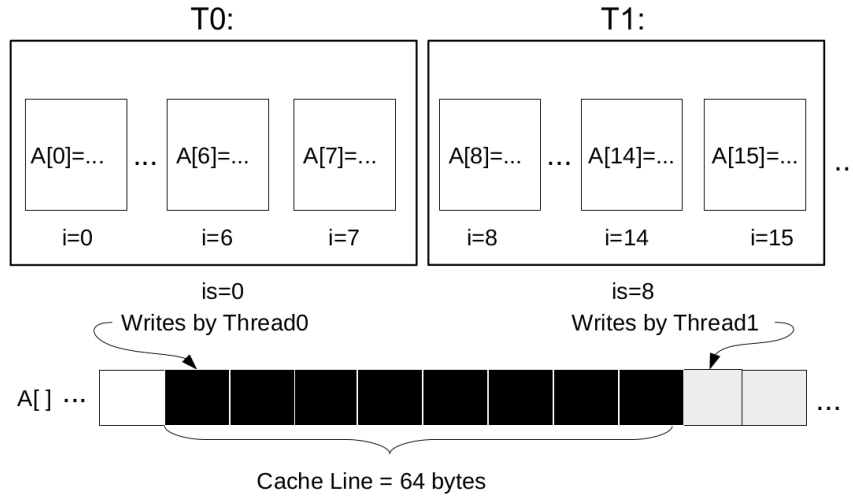 T0: T1:
A[0]=... ... A[6]=... A[7]=... A[8]=... ... A[14]=... A[15]=... ..
i=0 i=6 i=7 i=8 i=14 i=15
is=0 is=8
Writes by Thread0 Writes by Thread1
A[ ] ... ...
Cache Line = 64 bytes